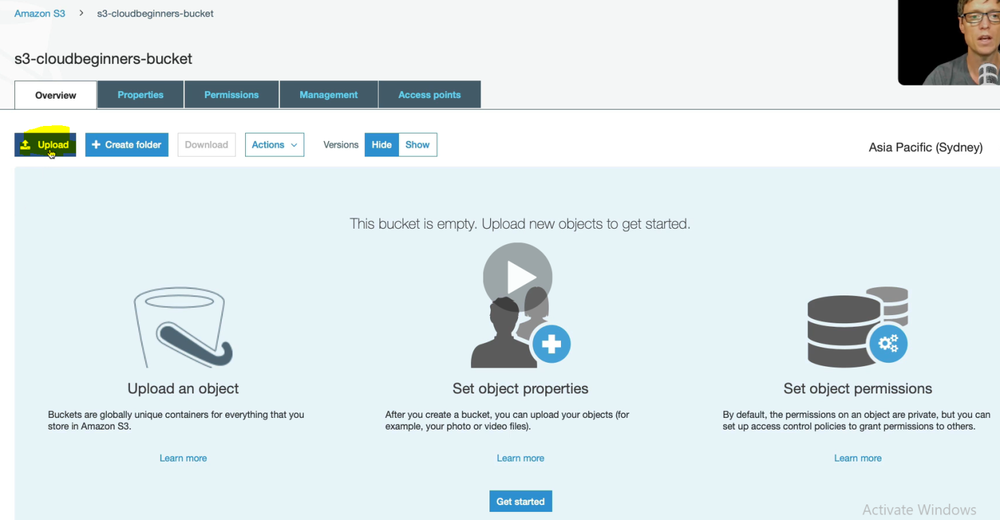 Amazon S3 > s3-cloudbeginners-bucket
s3-cloudbeginners-bucket
Overview Properties Permissions Management Access points
Upload Create folder Download Actions Versions Hide Show
Asia Pacific (Sydney)
This bucket is empty. Upload new objects to get started.
Upload an object
Buckets are globally unique containers for everything that you
store in Amazon S3.
Learn more
Set object properties
After you create a bucket, you can upload your objects (for
example, your photo or video files).
Learn more
Set object permissions
By default, the permissions on an object are private, but you can
set up access control policies to grant permissions to others.
Learn more
Get started
Activate Windows